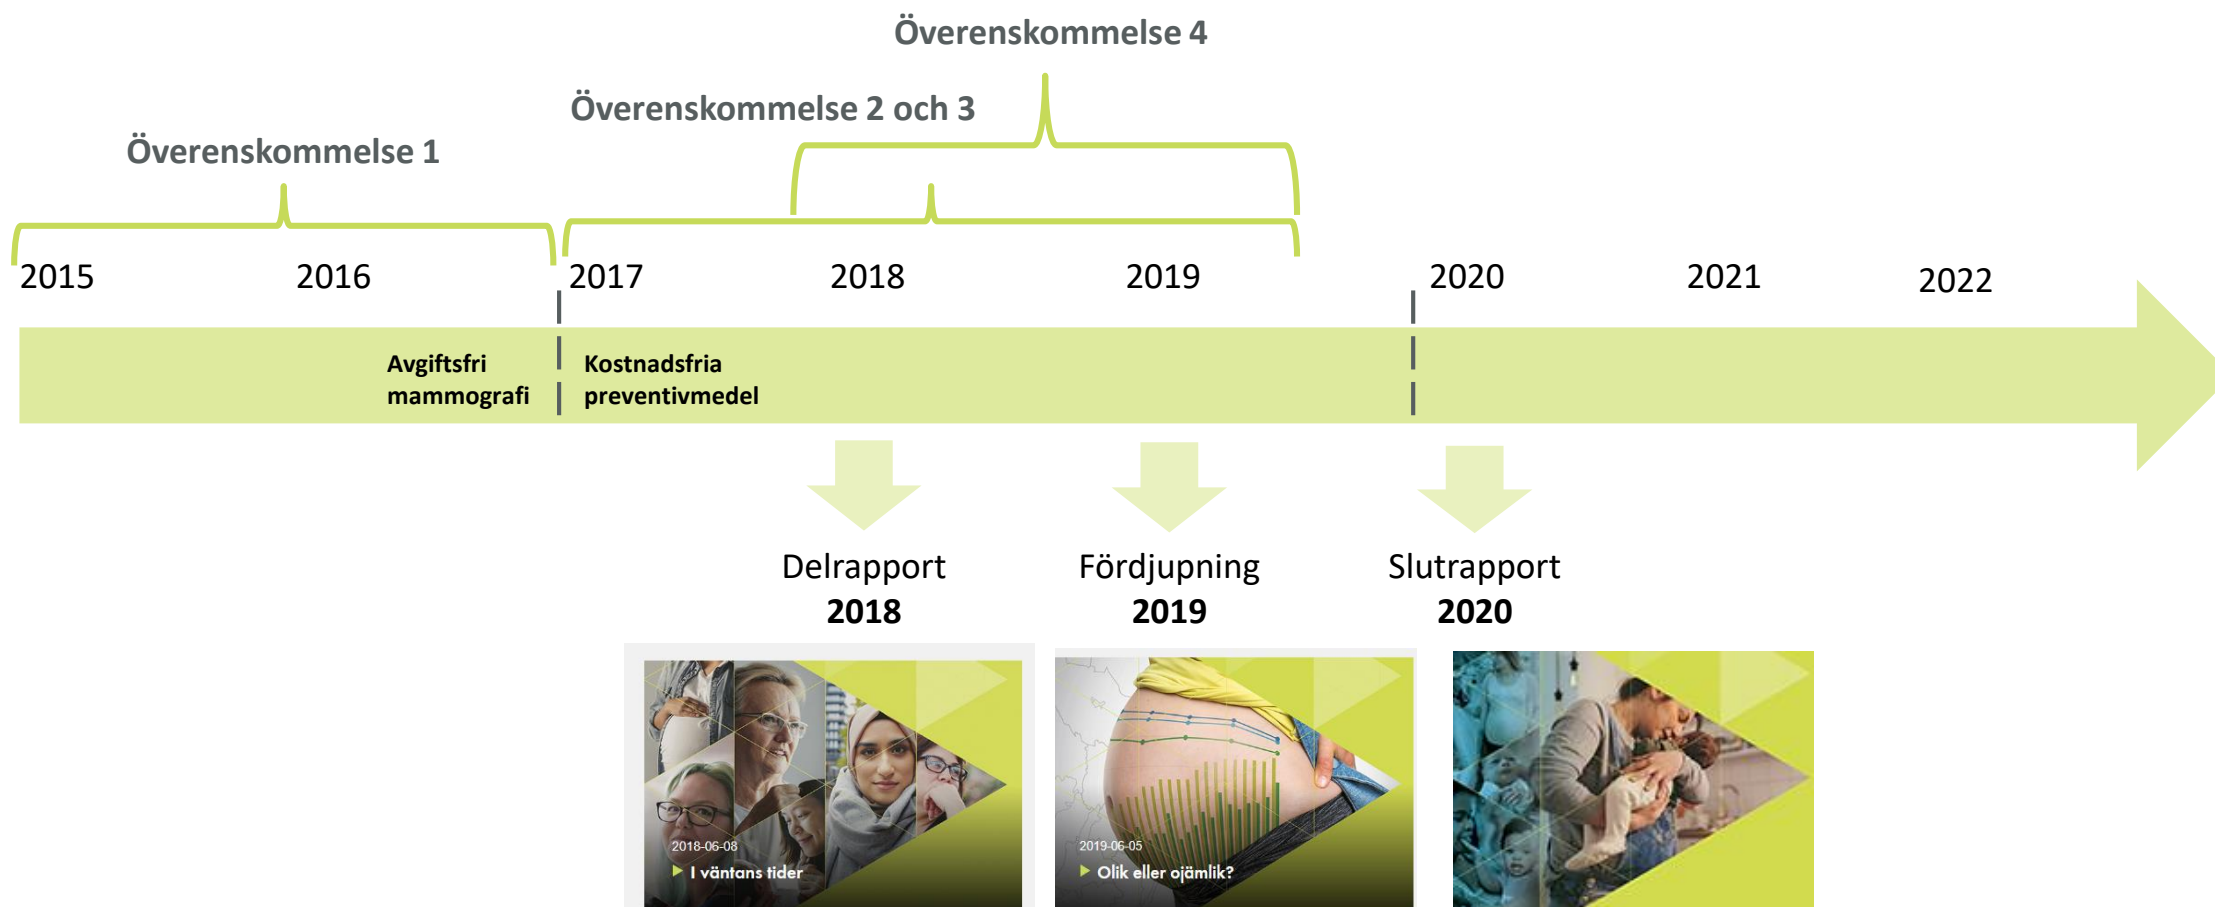 Överenskommelse 4
Överenskommelse 2 och 3
Överenskommelse 1
2015 2016 2017 2018 2019 2020 2021 2022
Avgiftsfri
mammografi
Kostnadsfria
preventivmedel
Delrapport
2018
Fördjupning
2019
Slutrapport
2020
2018-06-08
I väntans tider
2019-06-05
Olik eller ojämlik?